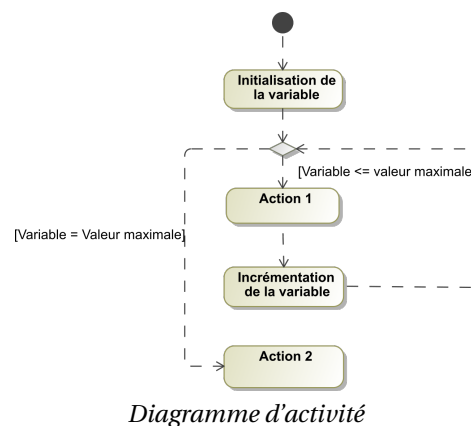 Initialisation de
la variable
[Variable <= valeur maximale
Action 1
[Variable = Valeur maximale]
Incrémentation
de la variable
Action 2
Diagramme d'activité